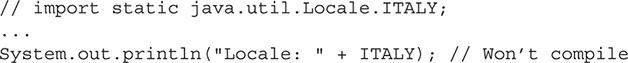 // import static java.util.Locale.ITALY;
...
System.out.println("Locale: " + ITALY); // Won’t compile